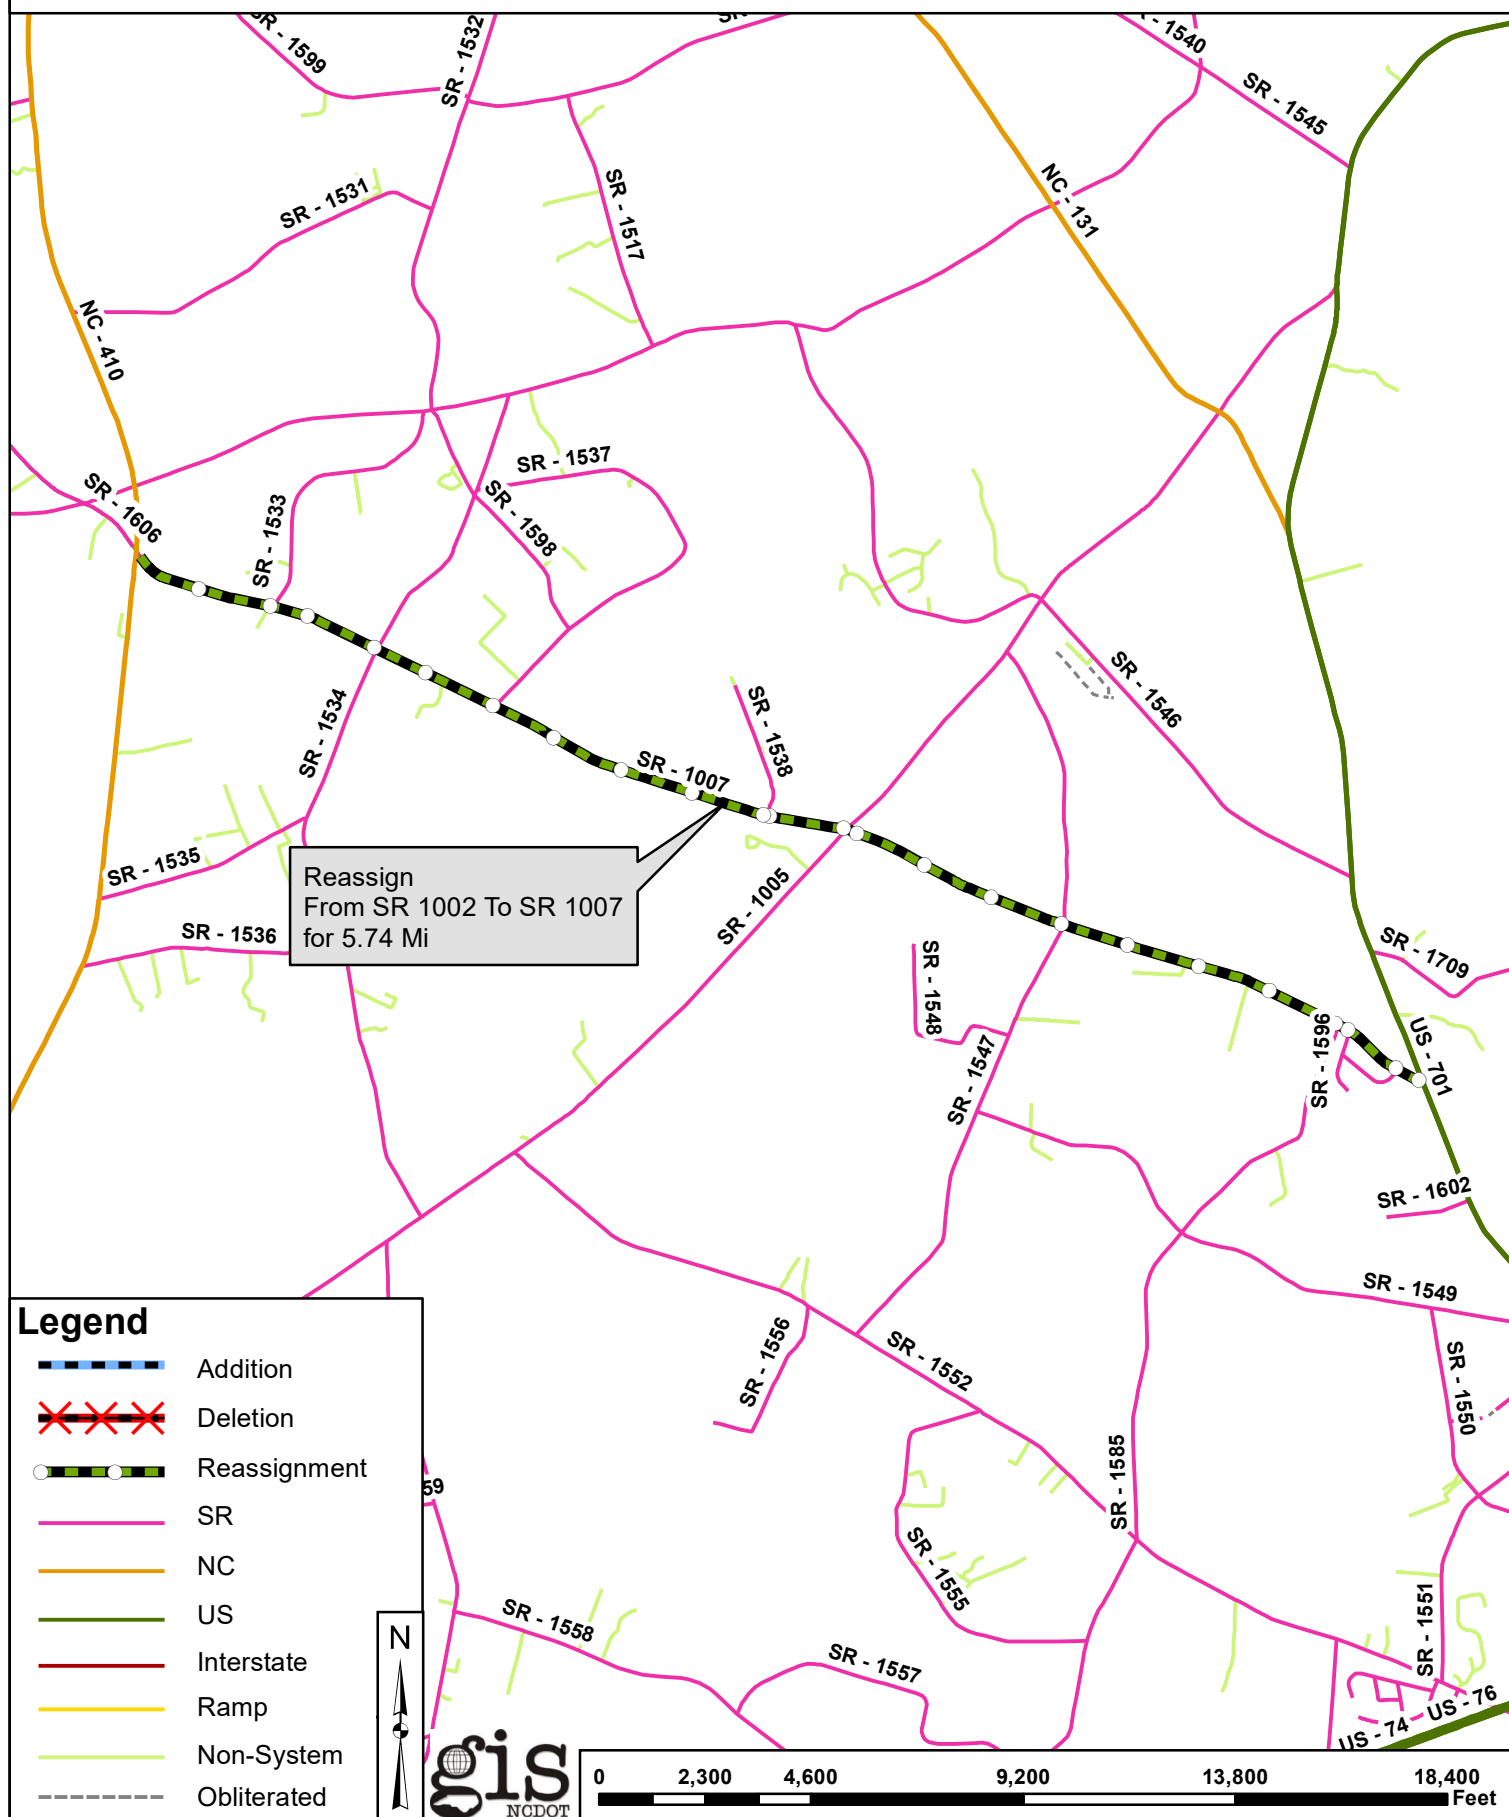 SR - 1599
SR - 1532
SR
- 1540
SR - 1545
NC - 131
SR - 1531
SR - 1517
NC - 410
SR - 1606
SR - 1533
SR - 1537
SR - 1598
SR - 1534
SR - 1538
SR - 1007
SR - 1546
SR - 1535
SR - 1536
Reassign
From SR 1002 To SR 1007
for 5.74 Mi
SR - 1005
SR - 1548
SR - 1547
SR - 1709
SR - 1596
US - 701
SR - 1602
SR - 1549
SR - 1550
SR - 1556
SR - 1552
SR - 1585
59
SR - 1555
SR - 1551
SR - 1558
SR - 1557
US - 74
US - 76
Legend
Addition
Deletion
Reassignment
SR
NC
US
Interstate
Ramp
Non-System
Obliterated
N
gis
NCDOT
0 2,300 4,600 9,200 13,800 18,400
Feet